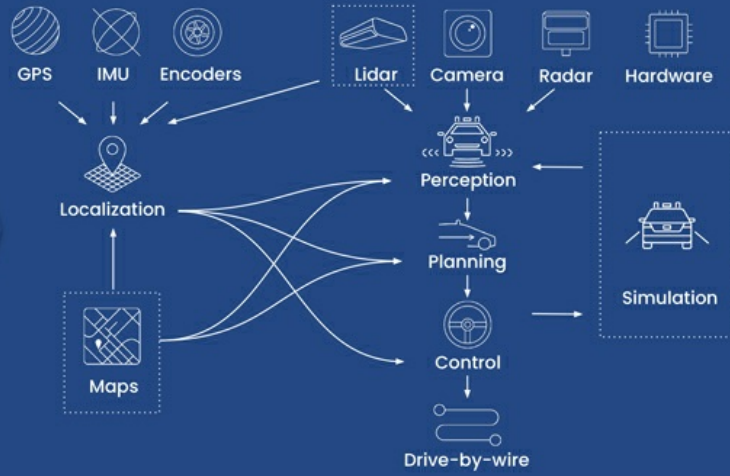 GPS
IMU
Encoders
Lidar
Camera
Radar
Hardware
Localization
Perception
Planning
Simulation
Maps
Control
Drive-by-wire